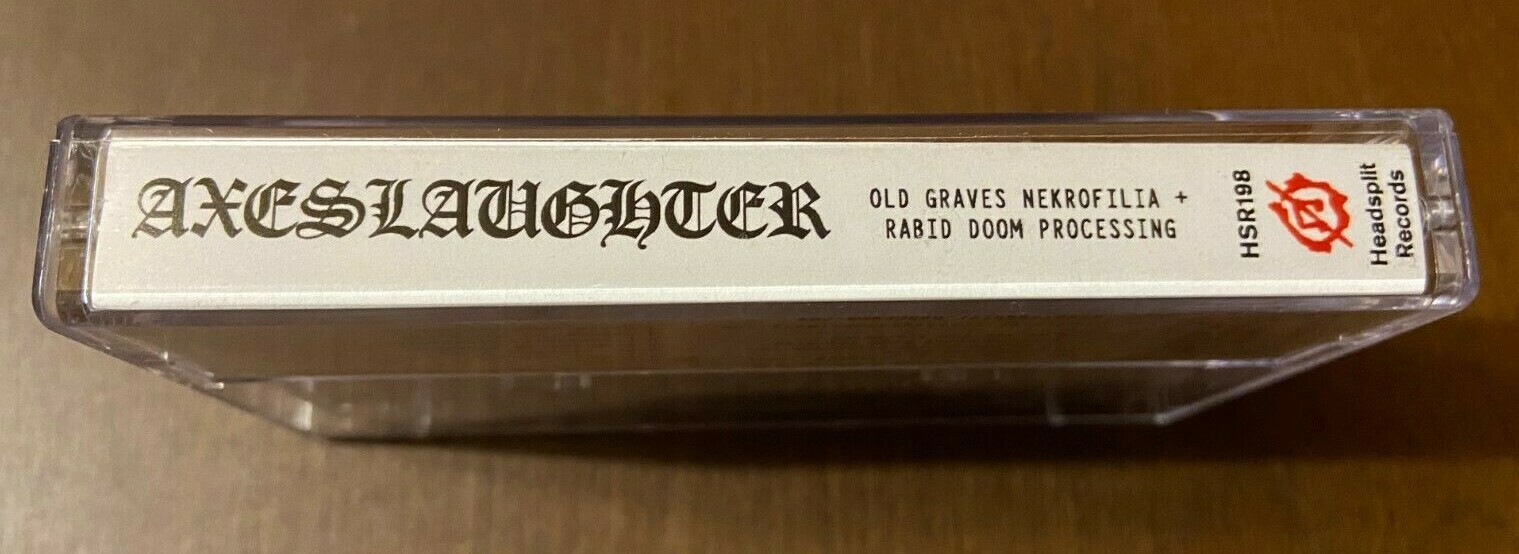 AXESLAUGHTER
OLD GRAVES NEKROFILIA +
RABID DOOM PROCESSING
HSR198
Headsplit
Records